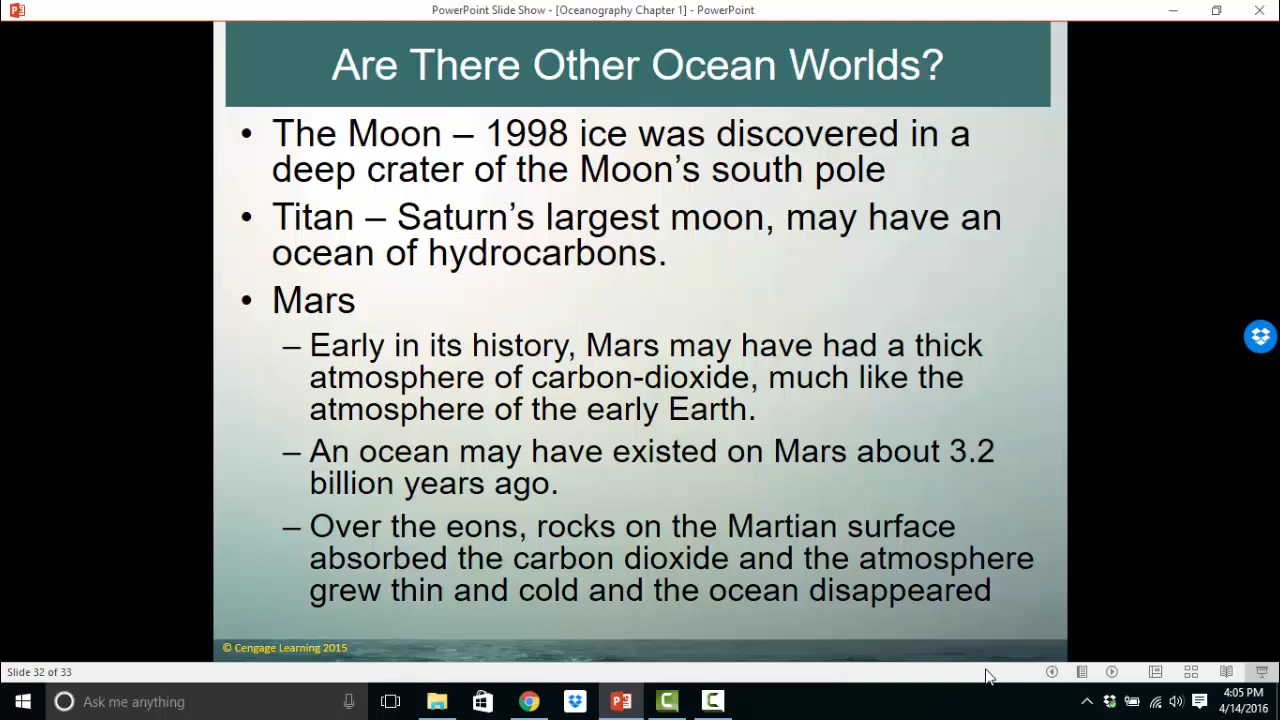 PowerPoint Slide Show - [Oceanography Chapter 1] - PowerPoint
Are There Other Ocean Worlds?
• The Moon – 1998 ice was discovered in a
deep crater of the Moon's south pole
• Titan – Saturn's largest moon, may have an
ocean of hydrocarbons.
• Mars
– Early in its history, Mars may have had a thick
atmosphere of carbon-dioxide, much like the
atmosphere of the early Earth.
– An ocean may have existed on Mars about 3.2
billion years ago.
– Over the eons, rocks on the Martian surface
absorbed the carbon dioxide and the atmosphere
grew thin and cold and the ocean disappeared
© Cengage Learning 2015
Slide 32 of 33
Ask me anything
4:05 PM
4/14/2016